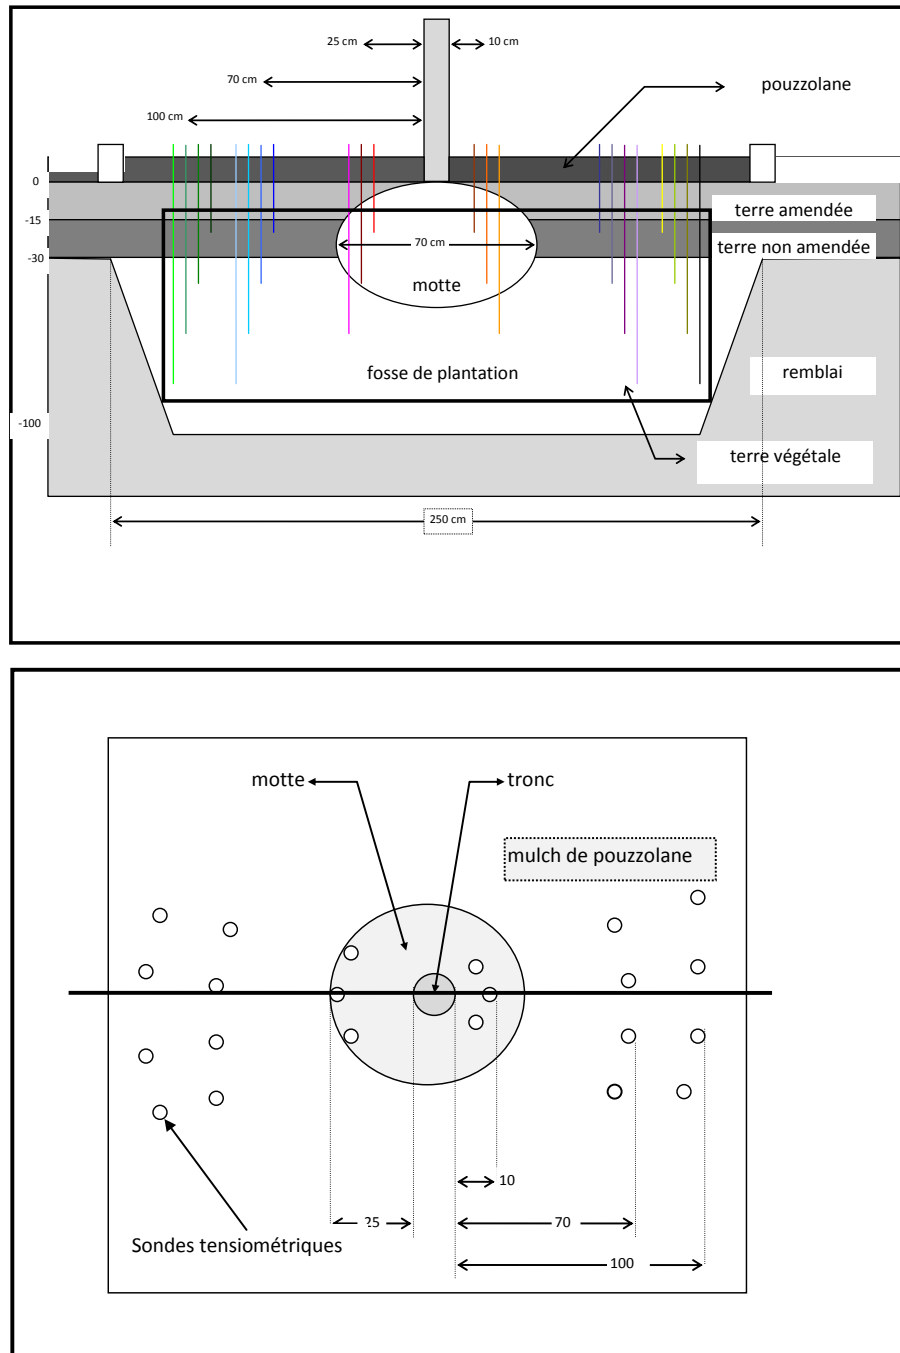 25 cm
10 cm
70 cm
pouzzolane
100 cm
0
-15
terre amendée
70 cm
terre non amendée
-30
motte
fosse de plantation
remblai
-100
terre végétale
250 cm
motte
tronc
mulch de pouzzolane
10
25
70
Sondes tensiométriques
100